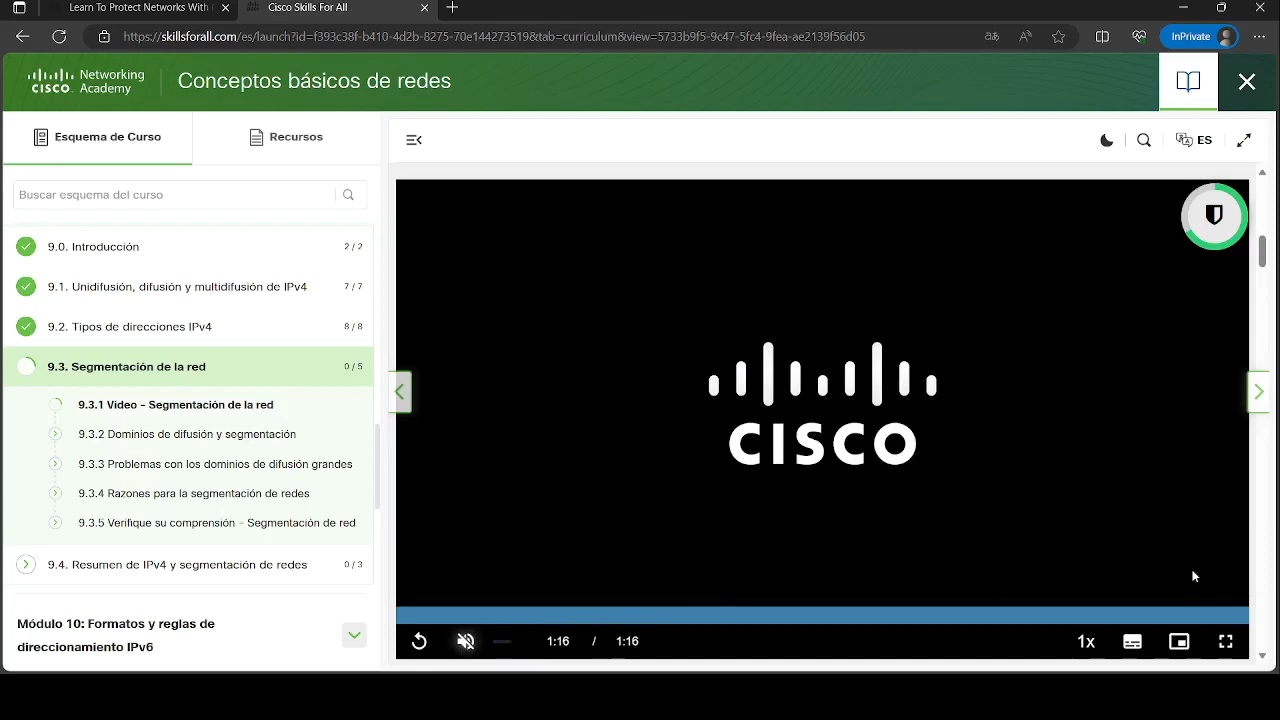 Learn To Protect Networks With
Cisco Skills For All
https://skillsforall.com/es/launch?id=f393c38f-b410-4d2b-8275-70e144273519&tab=curriculum&view=5733b9f5-9c47-5fc4-9fea-ae2139f56d05
InPrivate
CISCO
Networking
Academy
Conceptos básicos de redes
Esquema de Curso
Recursos
ES
Buscar esquema del curso
9.0. Introducción 2 / 2
9.1. Unidifusión, difusión y multidifusión de IPv4 7 / 7
9.2. Tipos de direcciones IPv4 8 / 8
9.3. Segmentación de la red 0 / 5
9.3.1 Video - Segmentación de la red
9.3.2 Dominios de difusión y segmentación
9.3.3 Problemas con los dominios de difusión grandes
9.3.4 Razones para la segmentación de redes
9.3.5 Verifique su comprensión - Segmentación de red
9.4. Resumen de IPv4 y segmentación de redes 0 / 3
Módulo 10: Formatos y reglas de
direccionamiento IPv6
CISCO
1:16 / 1:16
1x